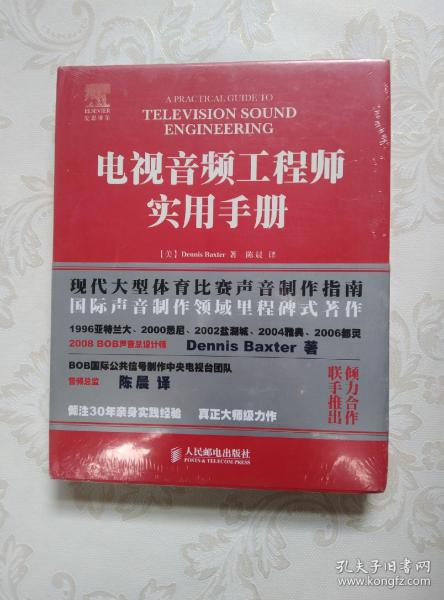 ELSEVIER
爱思唯尔
A PRACTICAL GUIDE TO
TELEVISION SOUND
ENGINEERING
电视音频工程师
实用手册
【美】Dennis Baxter 著 陈晨 译
现代大型体育比赛声音制作指南
国际声音制作领域里程碑式著作
1996亚特兰大、2000悉尼、2002盐湖城、2004雅典、2006都灵
2008 BOB声音总设计师 Dennis Baxter 著
BOB国际公共信号制作中央电视台团队
音频总监 陈晨 译
倾力合作
联手推出
倾注30年亲身实践经验 真正大师级力作
人民邮电出版社
POSTS & TELECOM PRESS
孔夫子旧书网